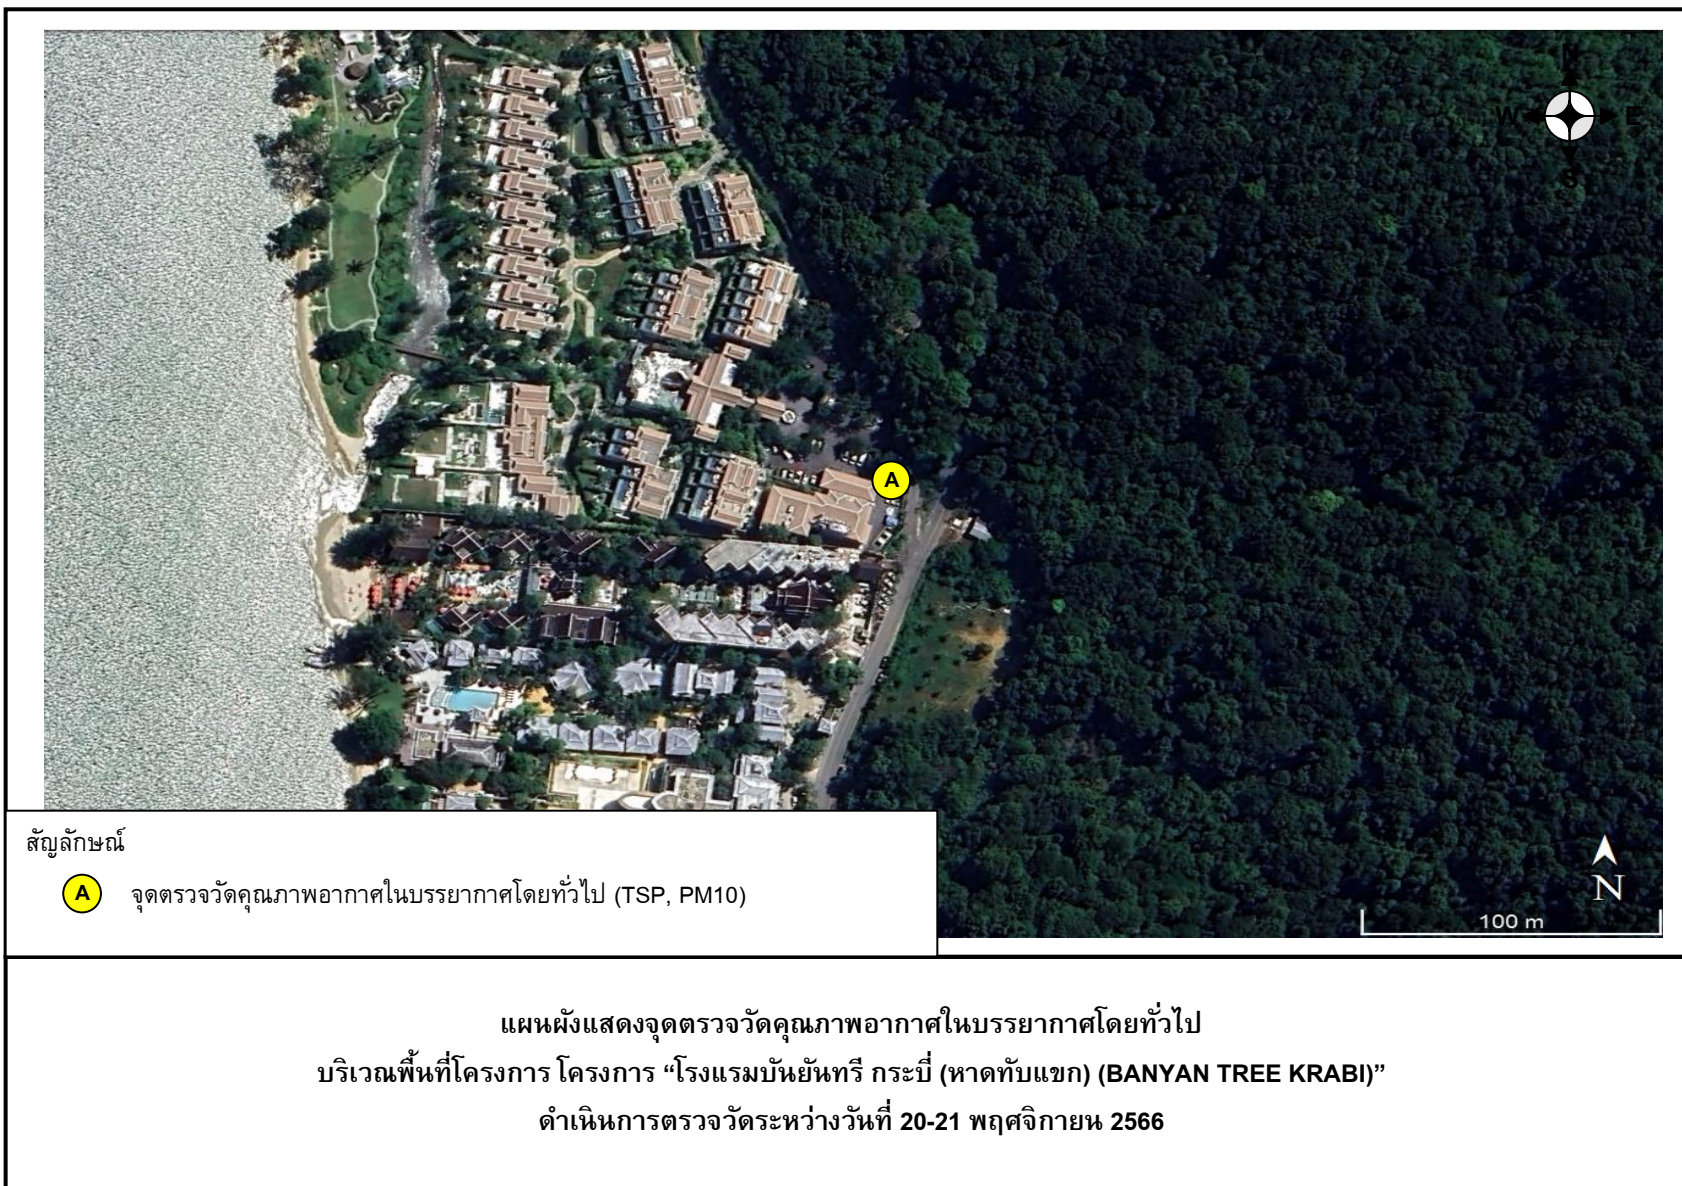 N
W E
S
A
N
100 m
สัญลักษณ์
A จุดตรวจวัดคุณภาพอากาศในบรรยากาศโดยทั่วไป (TSP, PM10)
แผนผังแสดงจุดตรวจวัดคุณภาพอากาศในบรรยากาศโดยทั่วไป
บริเวณพื้นที่โครงการ โครงการ “โรงแรมบันยันทรี กระบี่ (หาดทับแขก) (BANYAN TREE KRABI)”
ดำเนินการตรวจวัดระหว่างวันที่ 20-21 พฤศจิกายน 2566